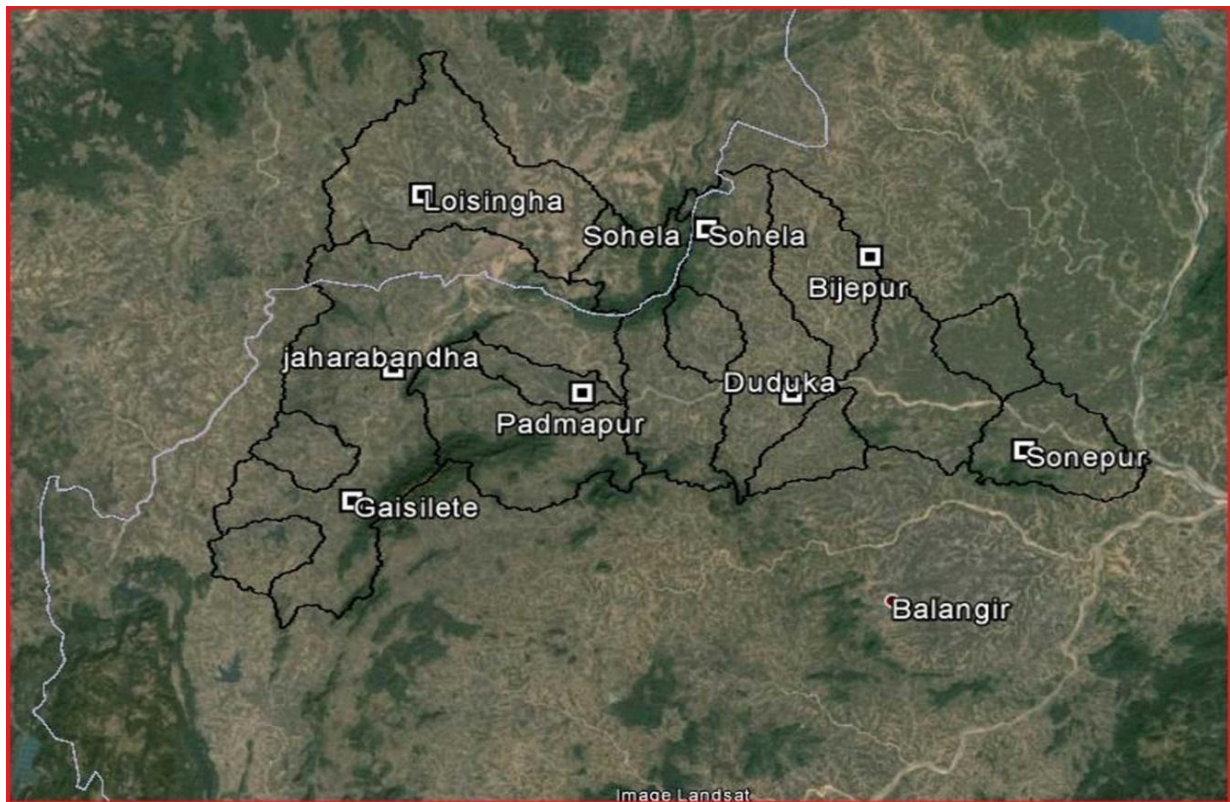 Loisingha
Sohela
Sohela
Bijepur
jaharabandha
Duduka
Padmapur
Sonepur
Gaisilete
Balangir
Image Landsat